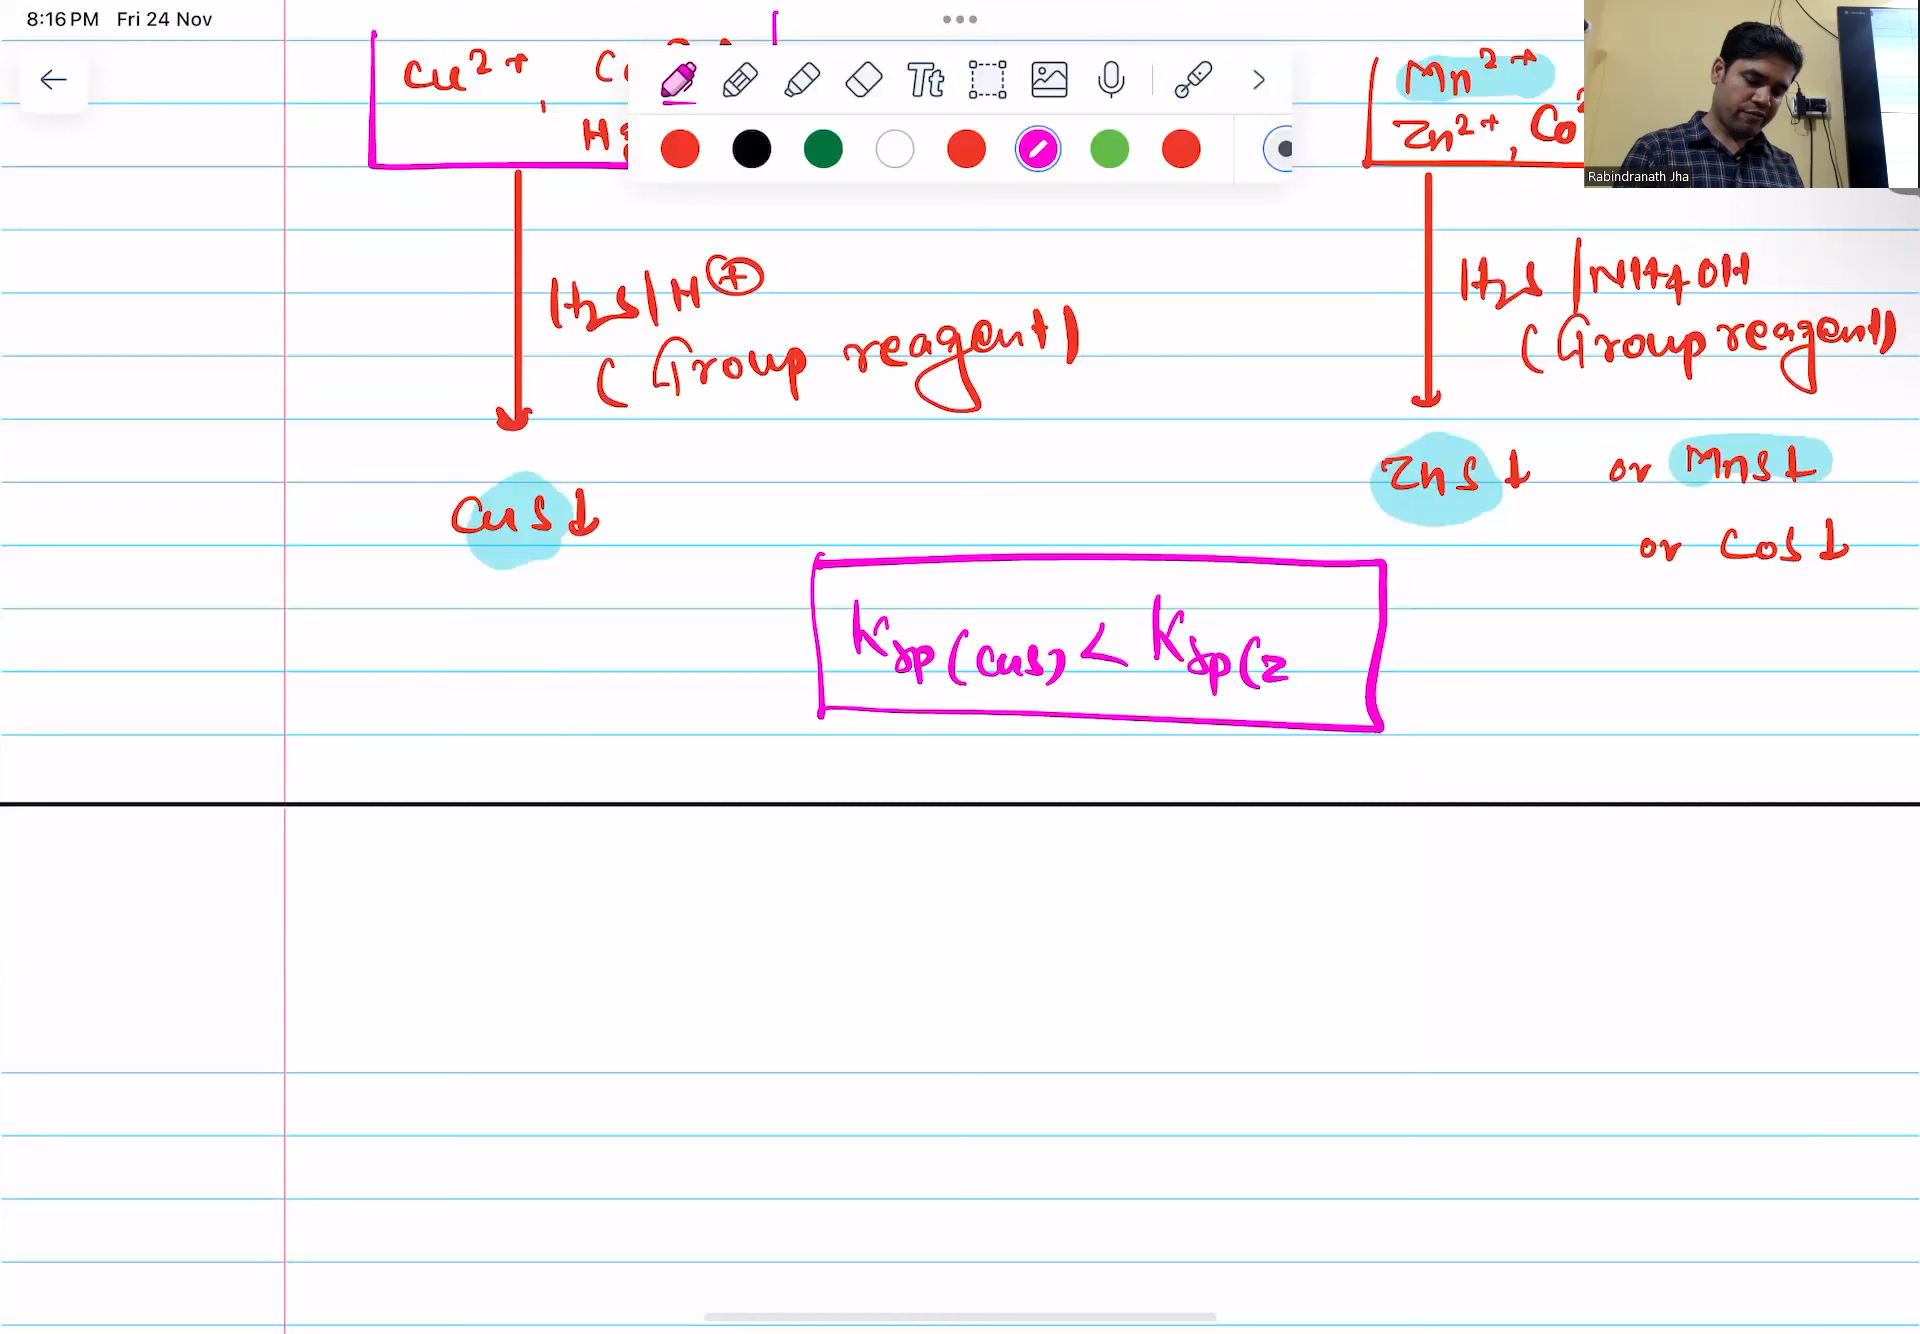 8:16 PM Fri 24 Nov
Cu²⁺ ,
Mn²⁺
Zn²⁺, Co
Tt
Rabindranath Jha
H₂S | H⊕
(Group reagent)
H₂S | NH₄OH
(Group reagent)
CuS↓
ZnS↓ or MnS↓
or CoS↓
Ksp(CuS) < Ksp(Z